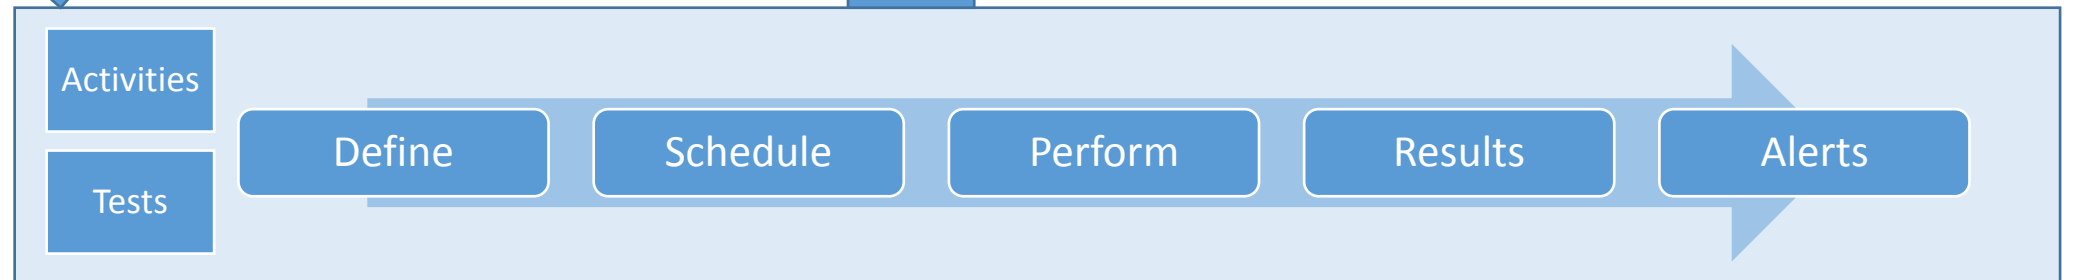 Activities
Tests
Define
Schedule
Perform
Results
Alerts